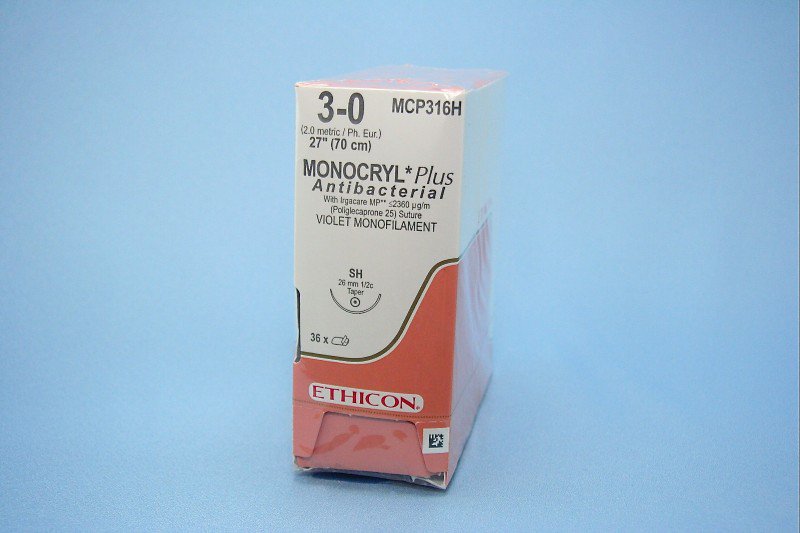 3-0 MCP316H
(2.0 metric / Ph. Eur.)
27" (70 cm)
MONOCRYL* Plus
Antibacterial
With Irgacare MP** ≤2360 µg/m
(Poliglecaprone 25) Suture
VIOLET MONOFILAMENT
SH
26 mm 1/2c
Taper
36 x
ETHICON®